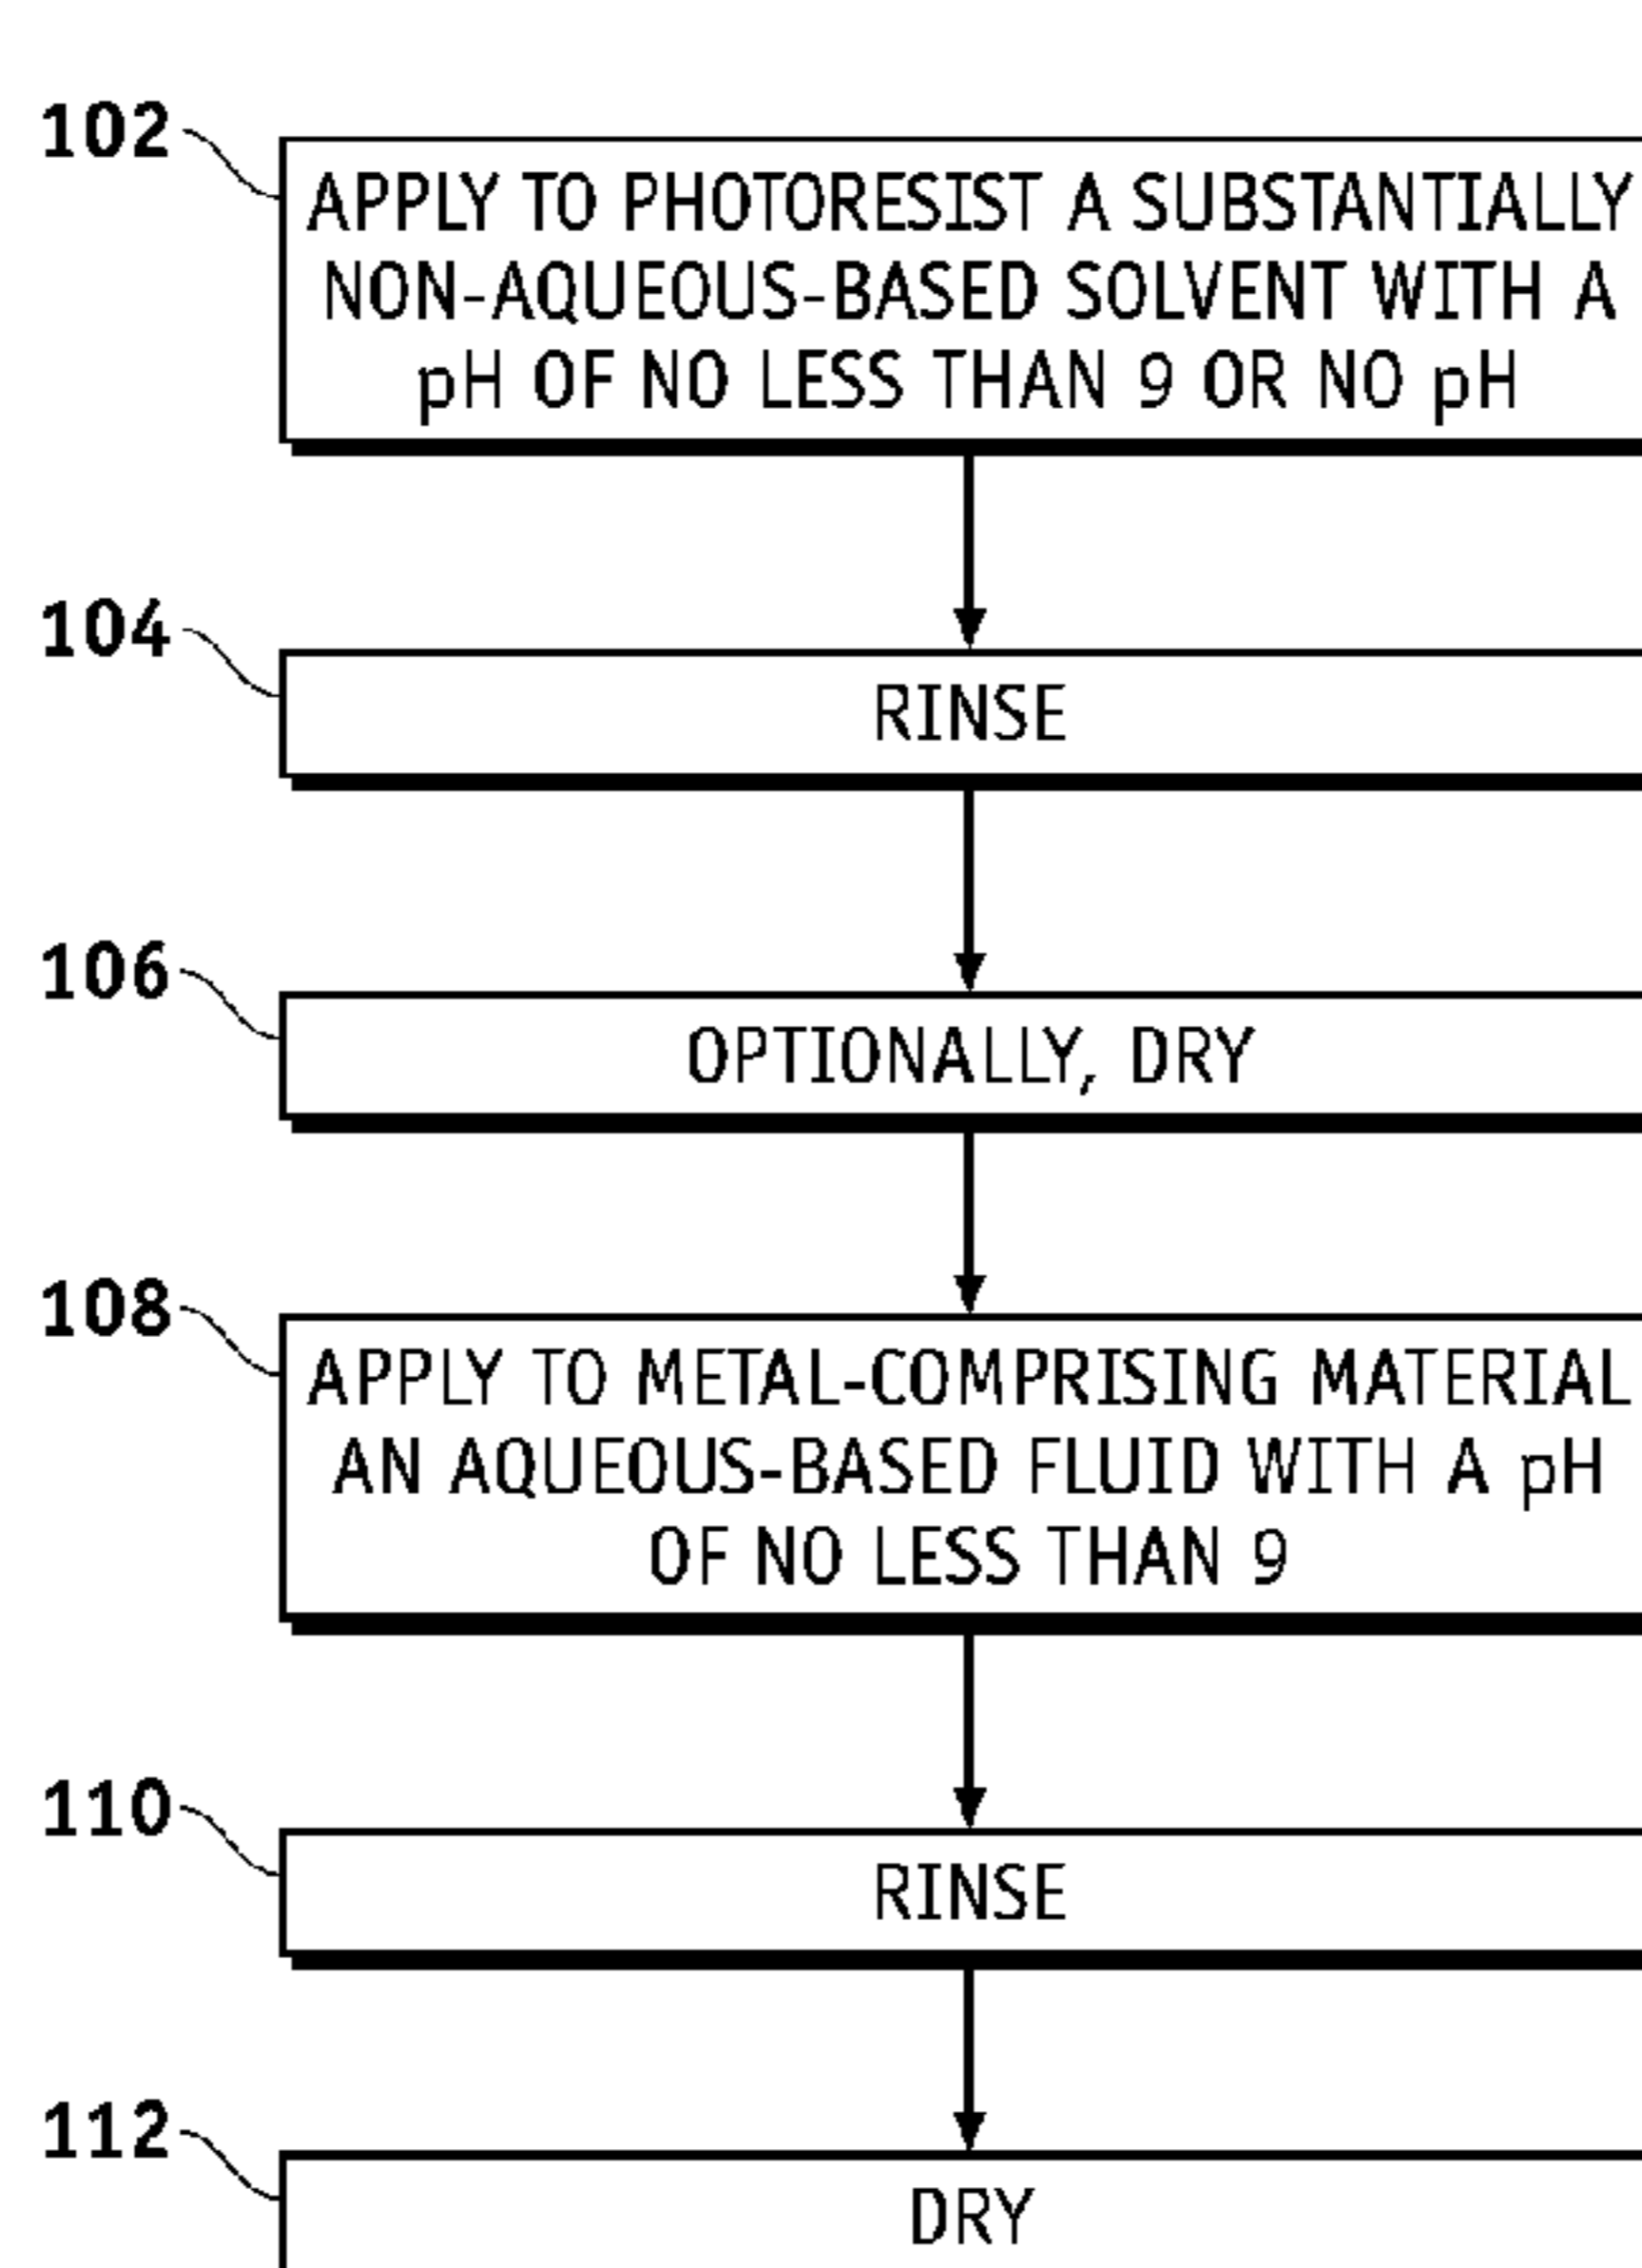 102
APPLY TO PHOTORESIST A SUBSTANTIALLY
NON-AQUEOUS-BASED SOLVENT WITH A
pH OF NO LESS THAN 9 OR NO pH
104
RINSE
106
OPTIONALLY, DRY
108
APPLY TO METAL-COMPRISING MATERIAL
AN AQUEOUS-BASED FLUID WITH A pH
OF NO LESS THAN 9
110
RINSE
112
DRY